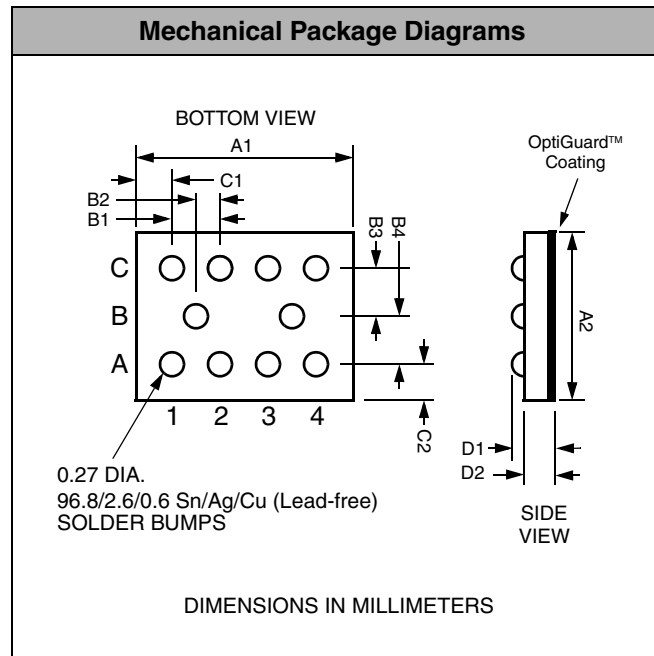 Mechanical Package Diagrams
BOTTOM VIEW
A1
OptiGuard™
Coating
C1
B2
B1
B3
B4
C
B
A
A2
1 2 3 4
C2
D1
D2
0.27 DIA.
96.8/2.6/0.6 Sn/Ag/Cu (Lead-free)
SOLDER BUMPS
SIDE
VIEW
DIMENSIONS IN MILLIMETERS